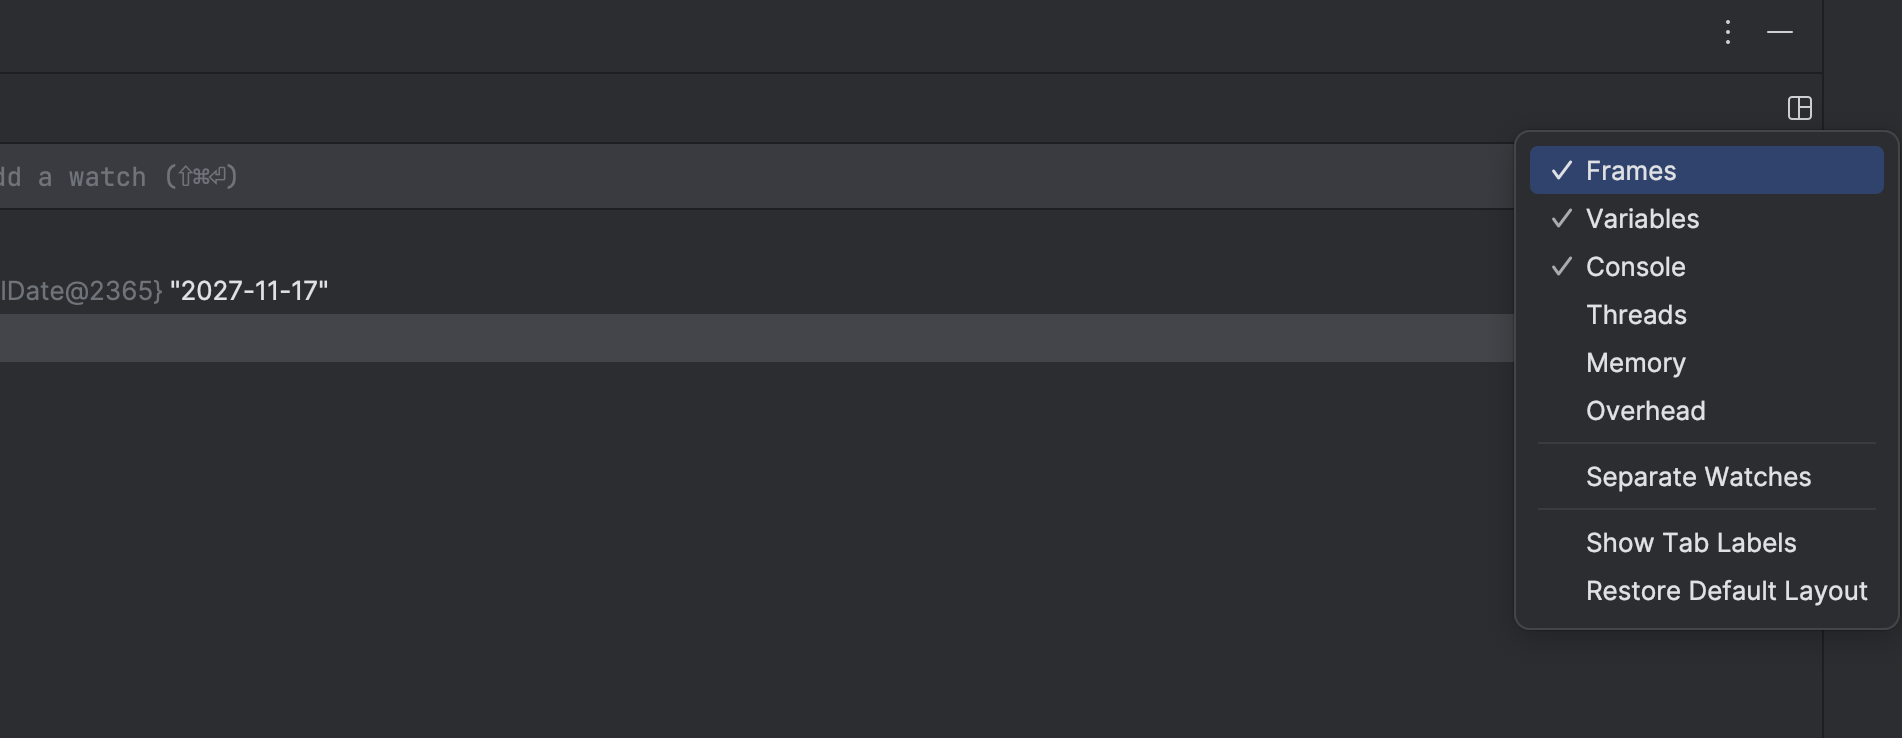 dd a watch (⇧⌘⏎)
lDate@2365} "2027-11-17"
Frames
Variables
Console
Threads
Memory
Overhead
Separate Watches
Show Tab Labels
Restore Default Layout